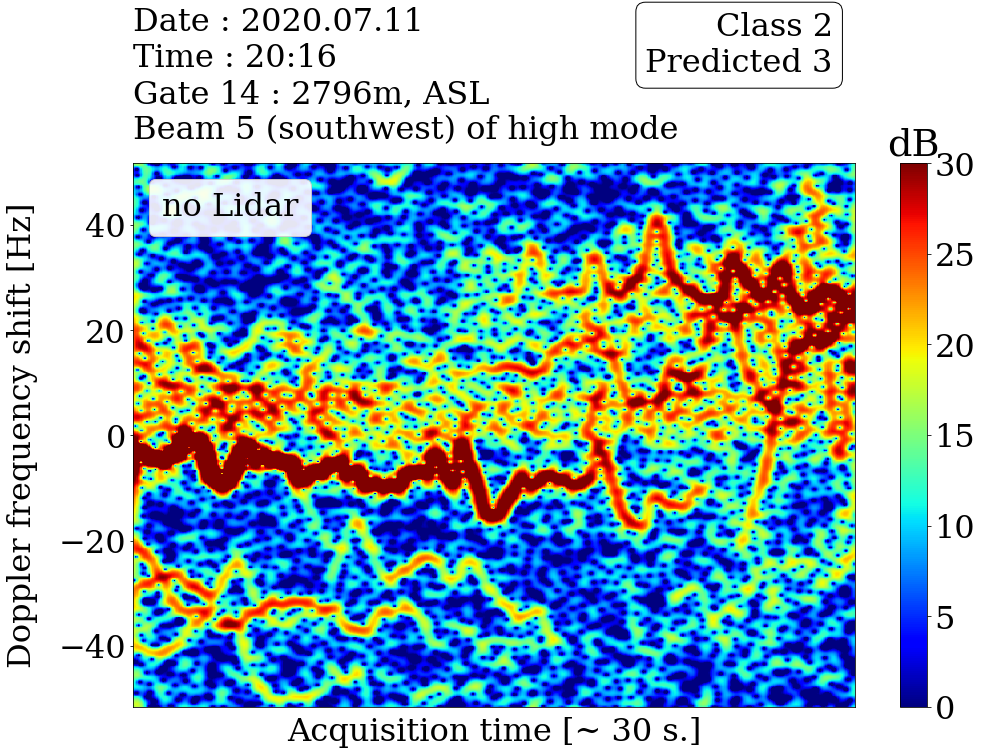 Date : 2020.07.11
Time : 20:16
Gate 14 : 2796m, ASL
Beam 5 (southwest) of high mode
Class 2
Predicted 3
dB
no Lidar
Doppler frequency shift [Hz]
40
20
0
−20
−40
30
25
20
15
10
5
0
Acquisition time [~ 30 s.]